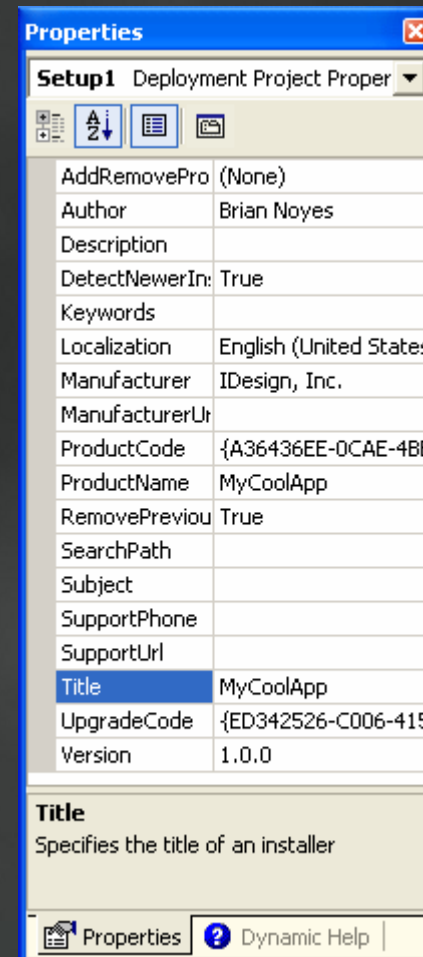 Properties
Setup1 Deployment Project Proper
AddRemovePro (None)
Author Brian Noyes
Description
DetectNewerIn: True
Keywords
Localization English (United States
Manufacturer IDesign, Inc.
ManufacturerUr
ProductCode {A36436EE-0CAE-4BE
ProductName MyCoolApp
RemovePreviou True
SearchPath
Subject
SupportPhone
SupportUrl
Title MyCoolApp
UpgradeCode {ED342526-C006-415
Version 1.0.0
Title
Specifies the title of an installer
Properties Dynamic Help